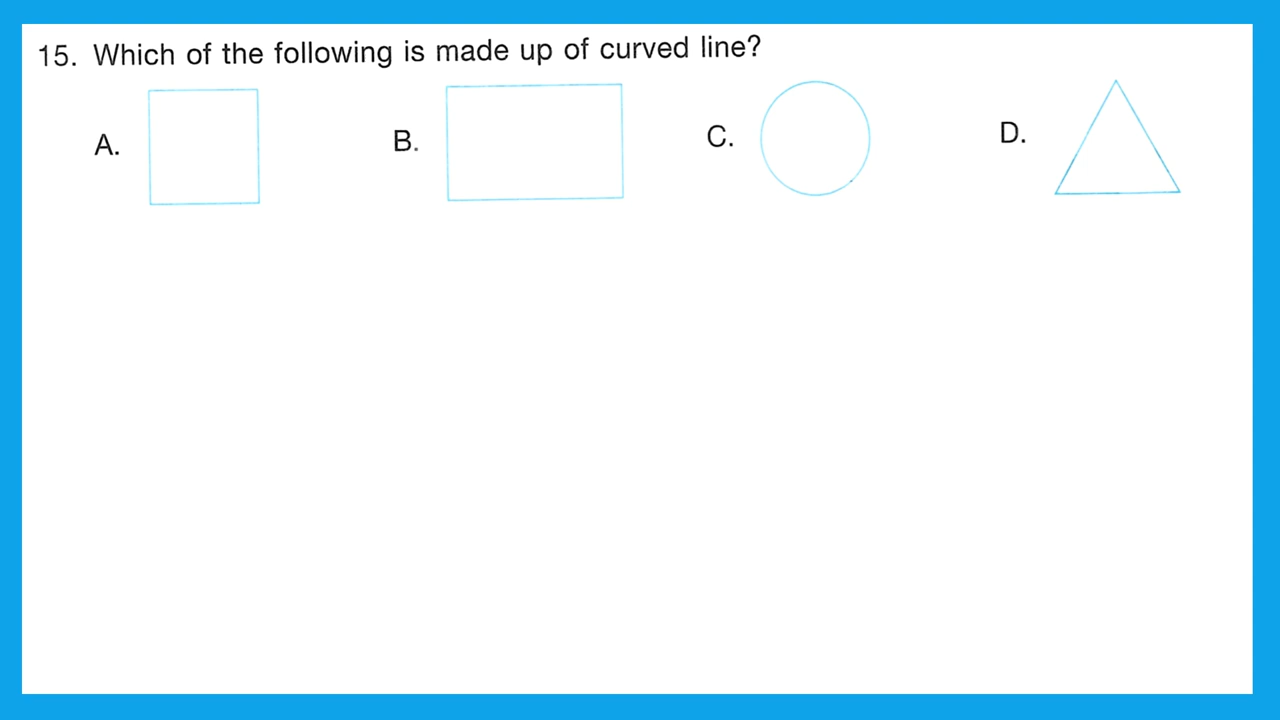 15. Which of the following is made up of curved line?
A. B. C. D.